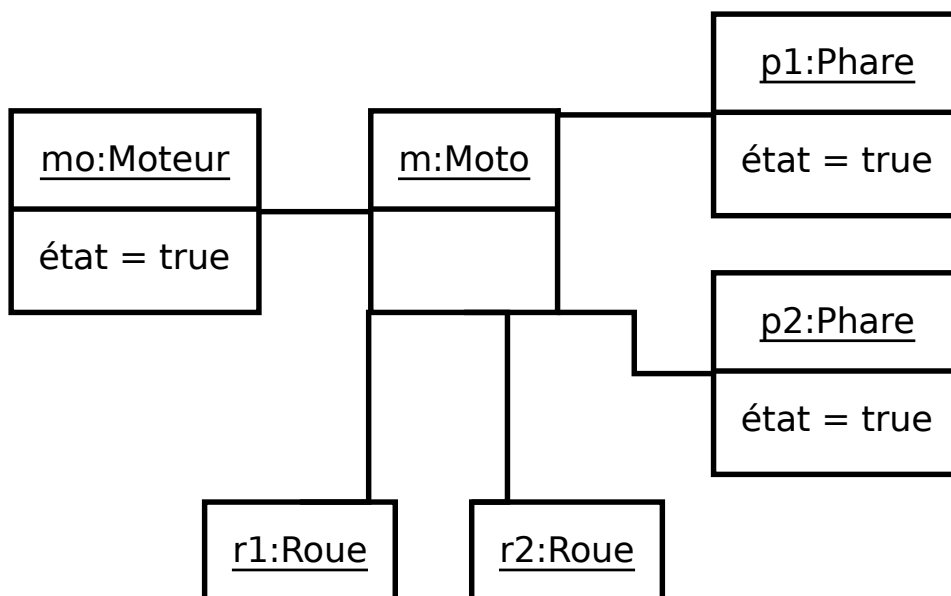 p1:Phare
état = true
mo:Moteur
état = true
m:Moto
p2:Phare
état = true
r1:Roue
r2:Roue